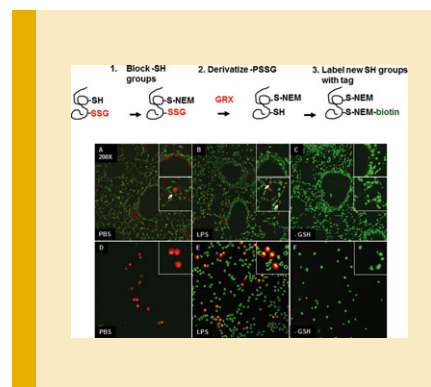 1. Block -SH groups
2. Derivatize -PSSG
3. Label new SH groups with tag
SH
SSG
S-NEM
SSG
GRX
S-NEM
SH
S-NEM
S-NEM-biotin
A
200X
PBS
B
LPS
C
- GSH
D
PBS
E
LPS
F
- GSH